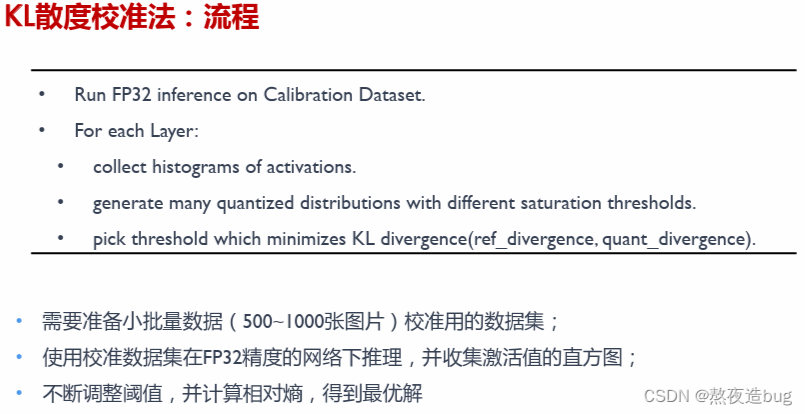 KL散度校准法：流程
• Run FP32 inference on Calibration Dataset.
• For each Layer:
• collect histograms of activations.
• generate many quantized distributions with different saturation thresholds.
• pick threshold which minimizes KL divergence(ref_divergence, quant_divergence).
• 需要准备小批量数据（500~1000张图片）校准用的数据集；
• 使用校准数据集在FP32精度的网络下推理，并收集激活值的直方图；
• 不断调整阈值，并计算相对熵，得到最优解
CSDN @熬夜造bug